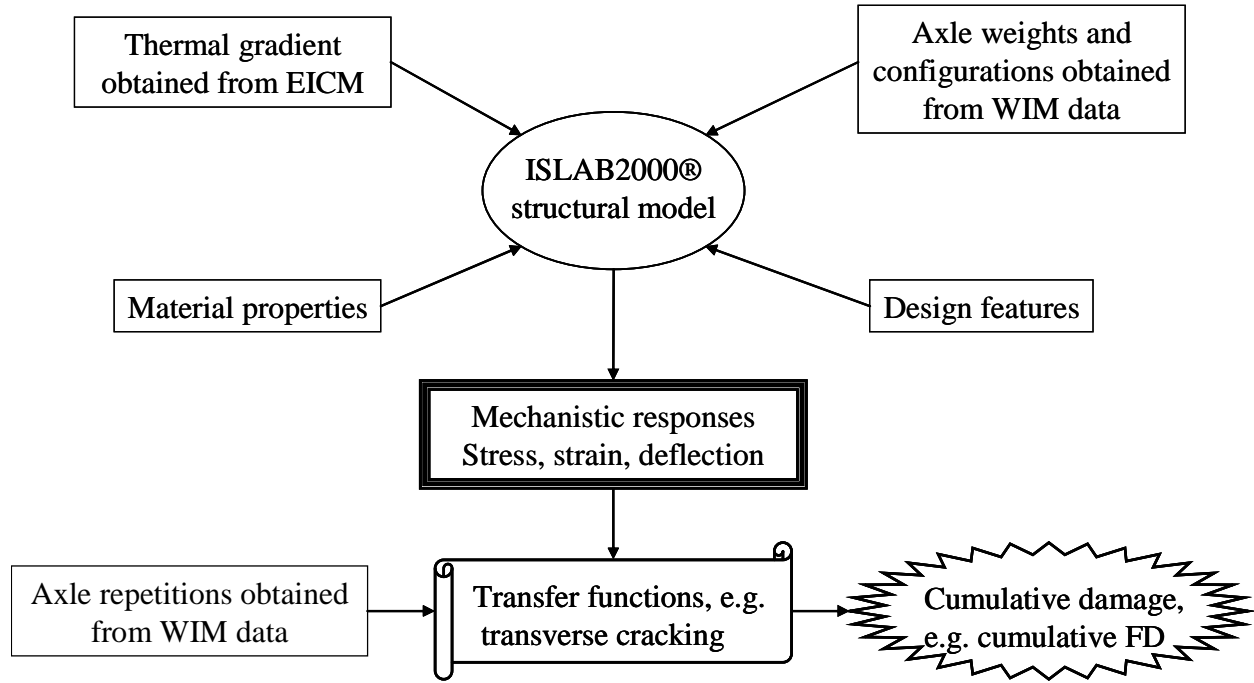 Thermal gradient
obtained from EICM
Axle weights and
configurations obtained
from WIM data
ISLAB2000®
structural model
Material properties
Design features
Mechanistic responses
Stress, strain, deflection
Axle repetitions obtained
from WIM data
Transfer functions, e.g.
transverse cracking
Cumulative damage,
e.g. cumulative FD